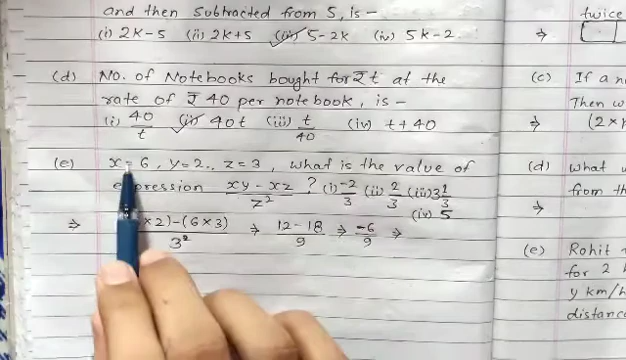 and then Subtracted from 5, is -
(i) 2k-5 (ii) 2k+5 (iii) 5-2k (iv) 5k-2
(d) No. of Notebooks bought for ₹ t at the
rate of ₹ 40 per notebook, is -
(i) 40/t (ii) 40t (iii) t/40 (iv) t+40
(e) x=6, y=2, z=3, what is the value of
expression (xy-xz)/z² ? (i) -2/3 (ii) 2/3 (iii) 3 1/3
(iv) 5
⇒ ×2)-(6×3)/3² ⇒ 12-18/9 ⇒ -6/9 ⇒
twice
⇒
(c) If a
Then
⇒ (2×
(d) what
from th
⇒
(e) Rohit
for 2
y km/h
distance